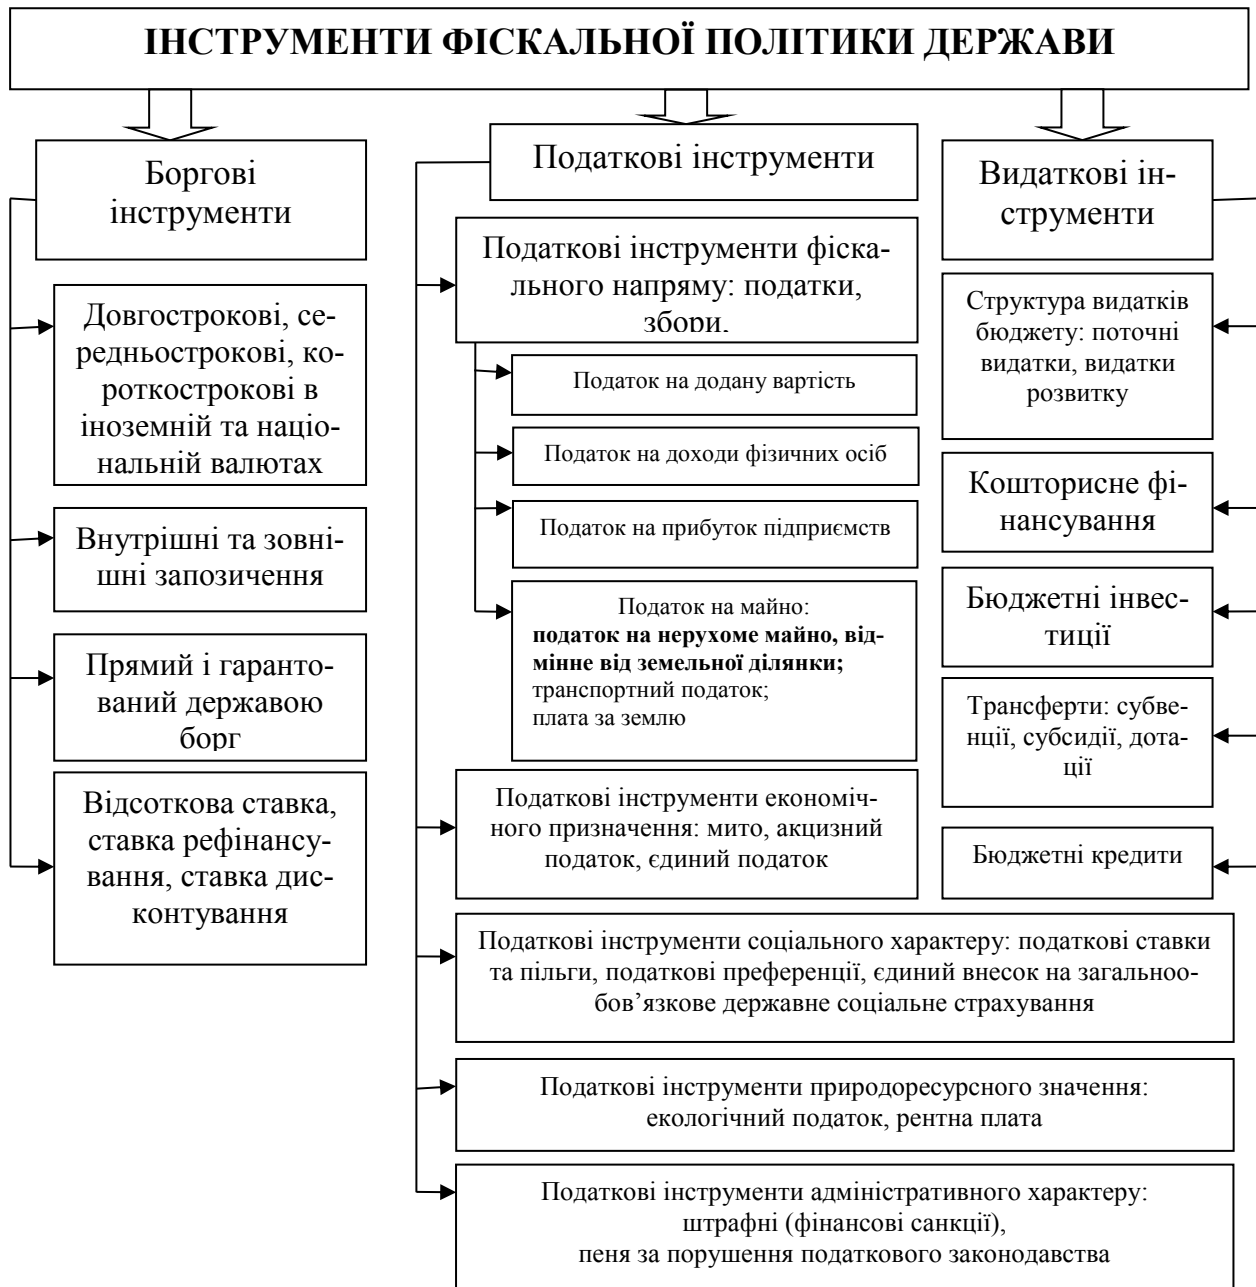 ІНСТРУМЕНТИ ФІСКАЛЬНОЇ ПОЛІТИКИ ДЕРЖАВИ
Боргові
інструменти
Довгострокові, се-
редньострокові, ко-
роткострокові в
іноземній та націо-
нальній валютах
Внутрішні та зовні-
шні запозичення
Прямий і гаранто-
ваний державою
борг
Відсоткова ставка,
ставка рефінансу-
вання, ставка дис-
контування
Податкові інструменти
Податкові інструменти фіска-
льного напряму: податки,
збори.
Податок на додану вартість
Податок на доходи фізичних осіб
Податок на прибуток підприємств
Податок на майно:
податок на нерухоме майно, від-
мінне від земельної ділянки;
транспортний податок;
плата за землю
Податкові інструменти економіч-
ного призначення: мито, акцизний
податок, єдиний податок
Податкові інструменти соціального характеру: податкові ставки
та пільги, податкові преференції, єдиний внесок на загальноо-
бов’язкове державне соціальне страхування
Податкові інструменти природоресурсного значення:
екологічний податок, рентна плата
Податкові інструменти адміністративного характеру:
штрафні (фінансові санкції),
пеня за порушення податкового законодавства
Видаткові ін-
струменти
Структура видатків
бюджету: поточні
видатки, видатки
розвитку
Кошторисне фі-
нансування
Бюджетні інвес-
тиції
Трансферти: субве-
нції, субсидії, дота-
ції
Бюджетні кредити